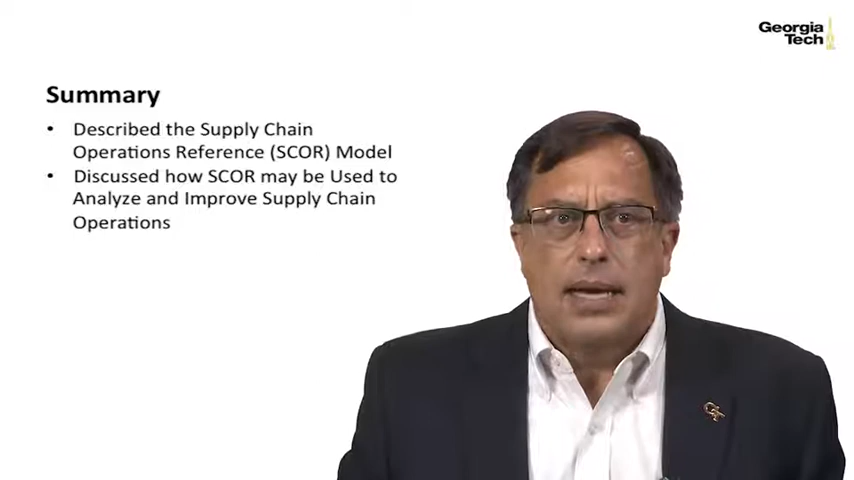 Georgia
Tech
Summary
• Described the Supply Chain
Operations Reference (SCOR) Model
• Discussed how SCOR may be Used to
Analyze and Improve Supply Chain
Operations
GT